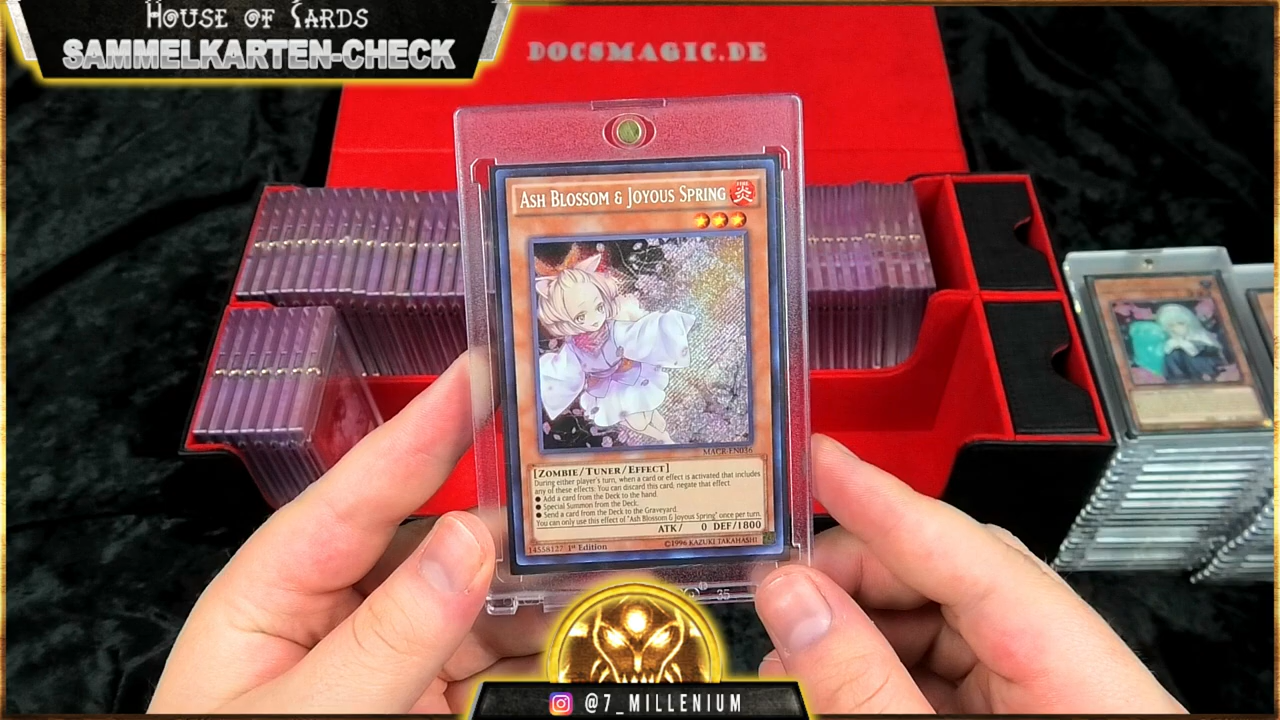 House of Cards
SAMMELKARTEN-CHECK
DOCSMAGIC.DE
ASH BLOSSOM & JOYOUS SPRING
FIRE
炎
MACR-EN036
[ZOMBIE/TUNER/EFFECT]
During either player's turn, when a card or effect is activated that includes
any of these effects: You can discard this card; negate that effect.
● Add a card from the Deck to the hand.
● Special Summon from the Deck.
● Send a card from the Deck to the Graveyard.
You can only use this effect of "Ash Blossom & Joyous Spring" once per turn.
ATK/ 0 DEF/1800
14558127 1st Edition
©1996 KAZUKI TAKAHASHI
35
@7_MILLENIUM